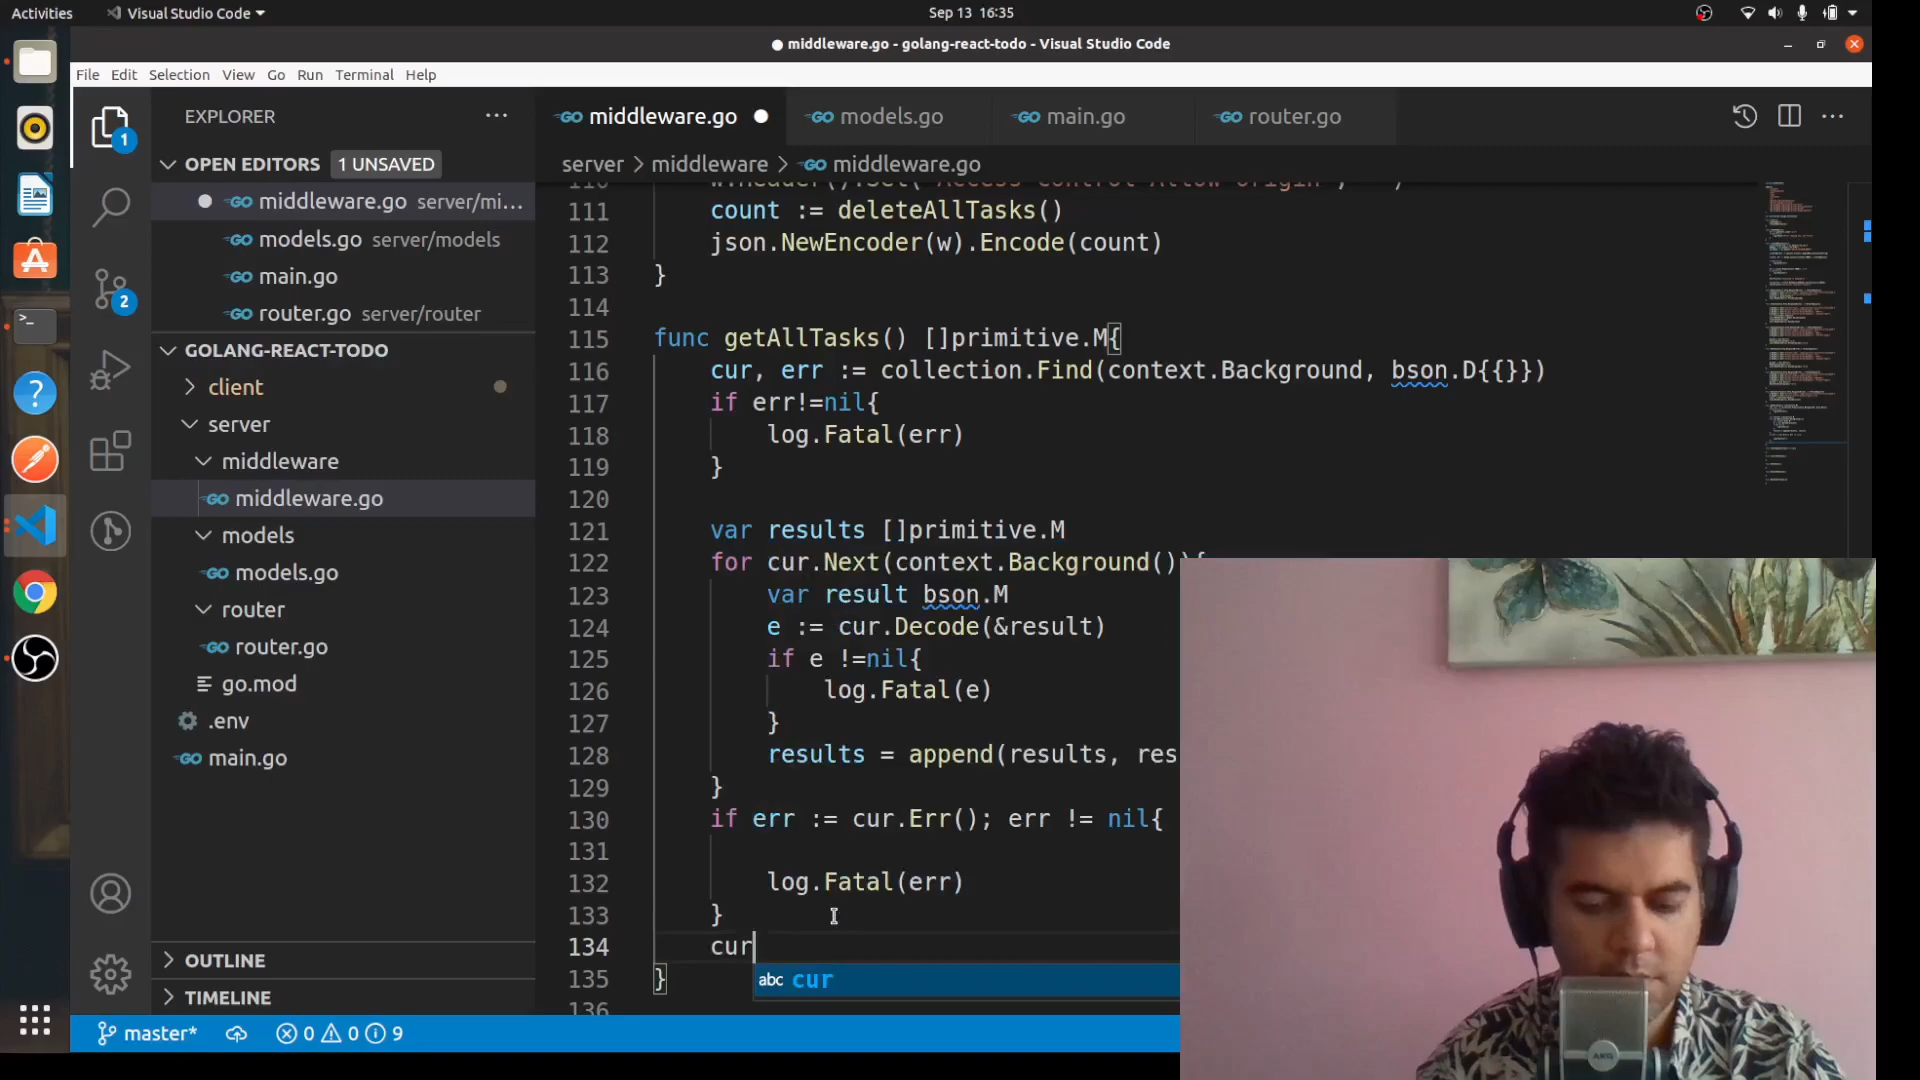 Activities
Visual Studio Code
Sep 13 16:35
middleware.go - golang-react-todo - Visual Studio Code
File Edit Selection View Go Run Terminal Help
EXPLORER
middleware.go
models.go
main.go
router.go
1
OPEN EDITORS 1 UNSAVED
server > middleware > middleware.go
middleware.go server/mi...
models.go server/models
main.go
router.go server/router
2
GOLANG-REACT-TODO
client
server
middleware
middleware.go
models
models.go
router
router.go
go.mod
.env
main.go
OUTLINE
TIMELINE
111 count := deleteAllTasks()
112 json.NewEncoder(w).Encode(count)
113 }
114
115 func getAllTasks() []primitive.M{
116 cur, err := collection.Find(context.Background, bson.D{{}})
117 if err!=nil{
118 log.Fatal(err)
119 }
120
121 var results []primitive.M
122 for cur.Next(context.Background()){
123 var result bson.M
124 e := cur.Decode(&result)
125 if e !=nil{
126 log.Fatal(e)
127 }
128 results = append(results, res
129 }
130 if err := cur.Err(); err != nil{
131
132 log.Fatal(err)
133 }
134 cur
135 }
abc cur
master* 0 0 9
AKG